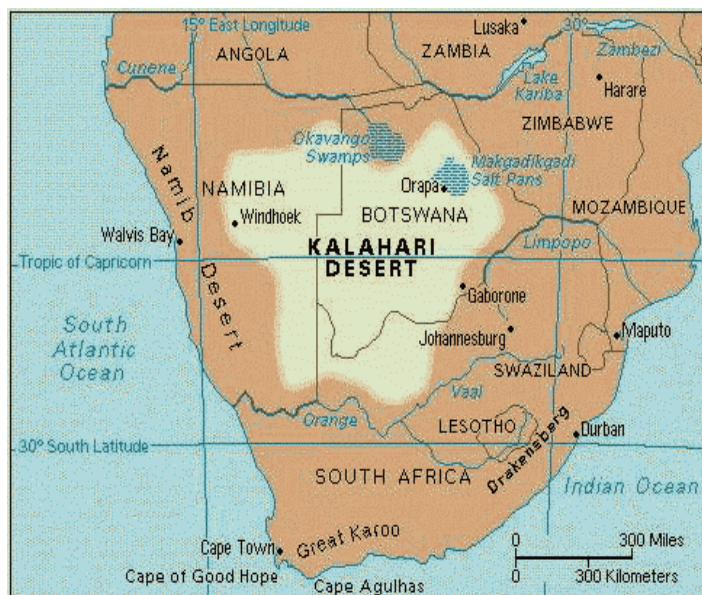 15° East Longitude
Lusaka
30°
ANGOLA
ZAMBIA
Zambezi
Cunene
Lake
Kariba
Harare
ZIMBABWE
Okavango
Swamps
Makgadikgadi
Salt Pans
Namib
Desert
NAMIBIA
Orapa
BOTSWANA
MOZAMBIQUE
Windhoek
Walvis Bay
KALAHARI
DESERT
Limpopo
Tropic of Capricorn
Gaborone
South
Atlantic
Ocean
Johannesburg
Maputo
SWAZILAND
Vaal
Orange
LESOTHO
Drakensberg
Durban
30° South Latitude
SOUTH AFRICA
Indian Ocean
Great Karoo
Cape Town
Cape of Good Hope
Cape Agulhas
0 300 Miles
0 300 Kilometers